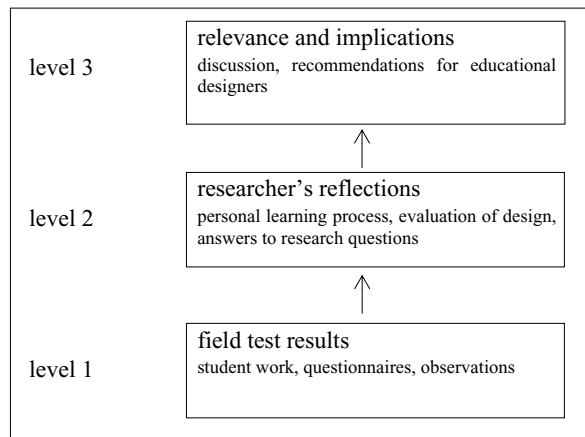 level 3
relevance and implications
discussion, recommendations for educational
designers
level 2
researcher's reflections
personal learning process, evaluation of design,
answers to research questions
level 1
field test results
student work, questionnaires, observations